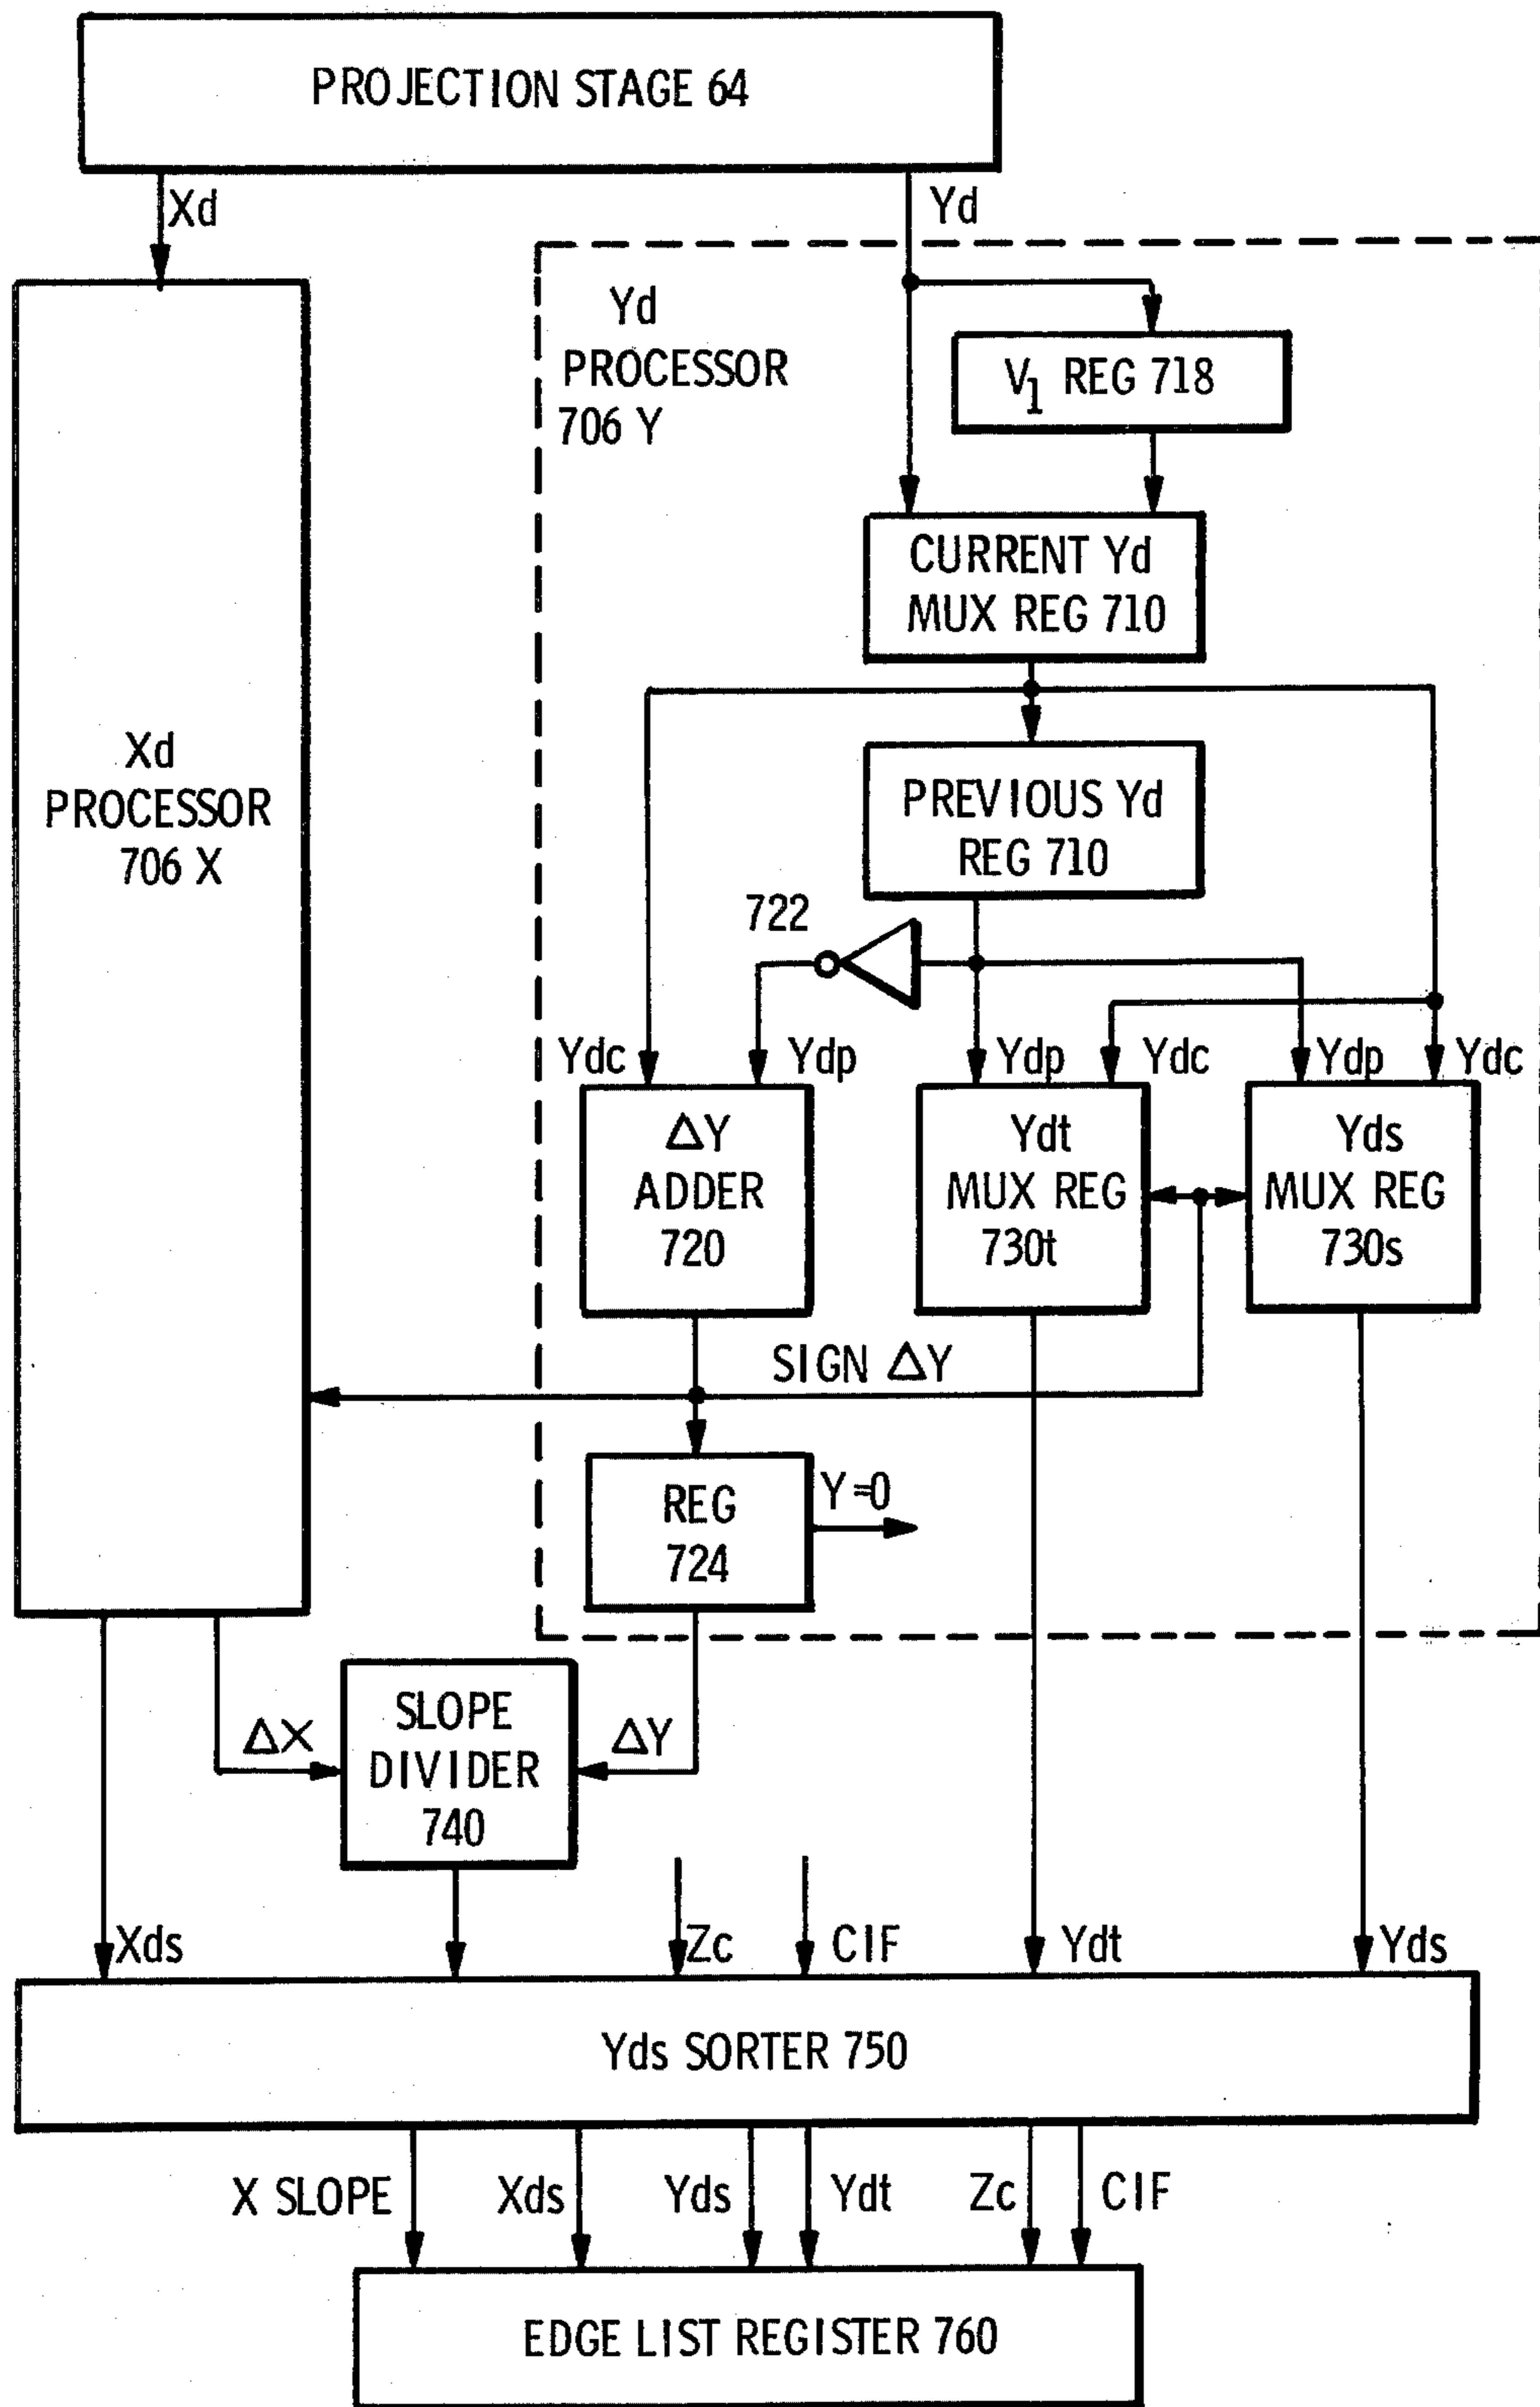 PROJECTION STAGE 64
Xd
Yd
Yd
PROCESSOR
706 Y
V1 REG 718
CURRENT Yd
MUX REG 710
Xd
PROCESSOR
706 X
PREVIOUS Yd
REG 710
722
Ydc
Ydp
Ydp
Ydc
Ydp
Ydc
ΔY
ADDER
720
Ydt
MUX REG
730t
Yds
MUX REG
730s
SIGN ΔY
REG
724
Y=0
ΔX
SLOPE
DIVIDER
740
ΔY
Xds
Zc
CIF
Ydt
Yds
Yds SORTER 750
X SLOPE
Xds
Yds
Ydt
Zc
CIF
EDGE LIST REGISTER 760